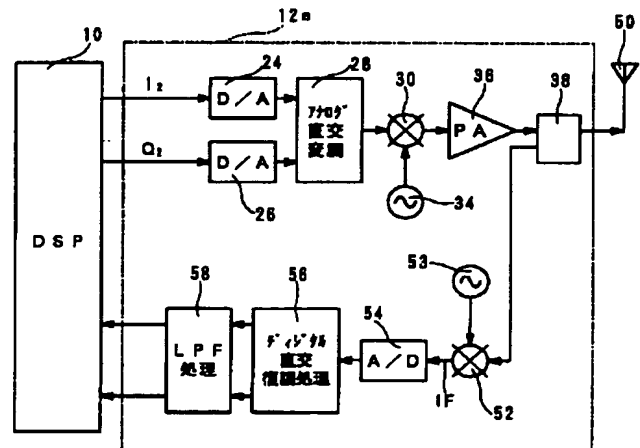 12a
10
50
I₂
24
28
D/A
30
36
38
アナログ
直交
変調
PA
Q₂
D/A
26
34
DSP
53
58
56
54
LPF
処理
ディジタル
直交
復調処理
A/D
IF
52